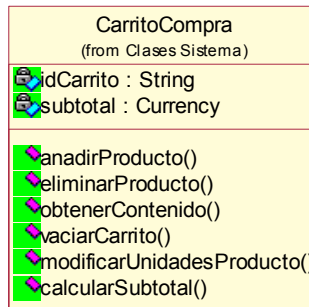 CarritoCompra
(from Clases Sistema)
idCarrito : String
subtotal : Currency
anadirProducto()
eliminarProducto()
obtenerContenido()
vaciarCarrito()
modificarUnidadesProducto()
calcularSubtotal()